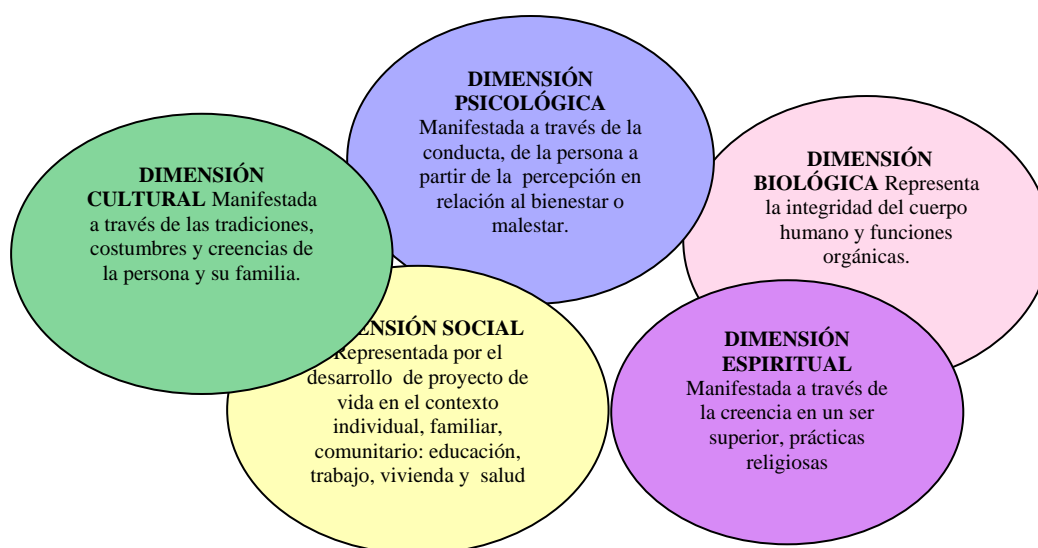 DIMENSIÓN
PSICOLÓGICA
Manifestada a través de la
conducta, de la persona a
partir de la percepción en
relación al bienestar o
malestar.
DIMENSIÓN
CULTURAL Manifestada
a través de las tradiciones,
costumbres y creencias de
la persona y su familia.
DIMENSIÓN
BIOLÓGICA Representa
la integridad del cuerpo
humano y funciones
orgánicas.
ENSIÓN SOCIAL
Representada por el
desarrollo de proyecto de
vida en el contexto
individual, familiar,
comunitario: educación,
trabajo, vivienda y salud
DIMENSIÓN
ESPIRITUAL
Manifestada a través de
la creencia en un ser
superior, prácticas
religiosas